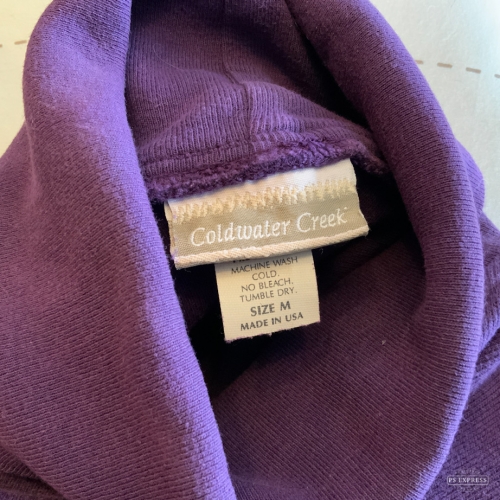 Coldwater Creek
MACHINE WASH
COLD.
NO BLEACH.
TUMBLE DRY.
SIZE M
MADE IN USA
PS EXPRESS